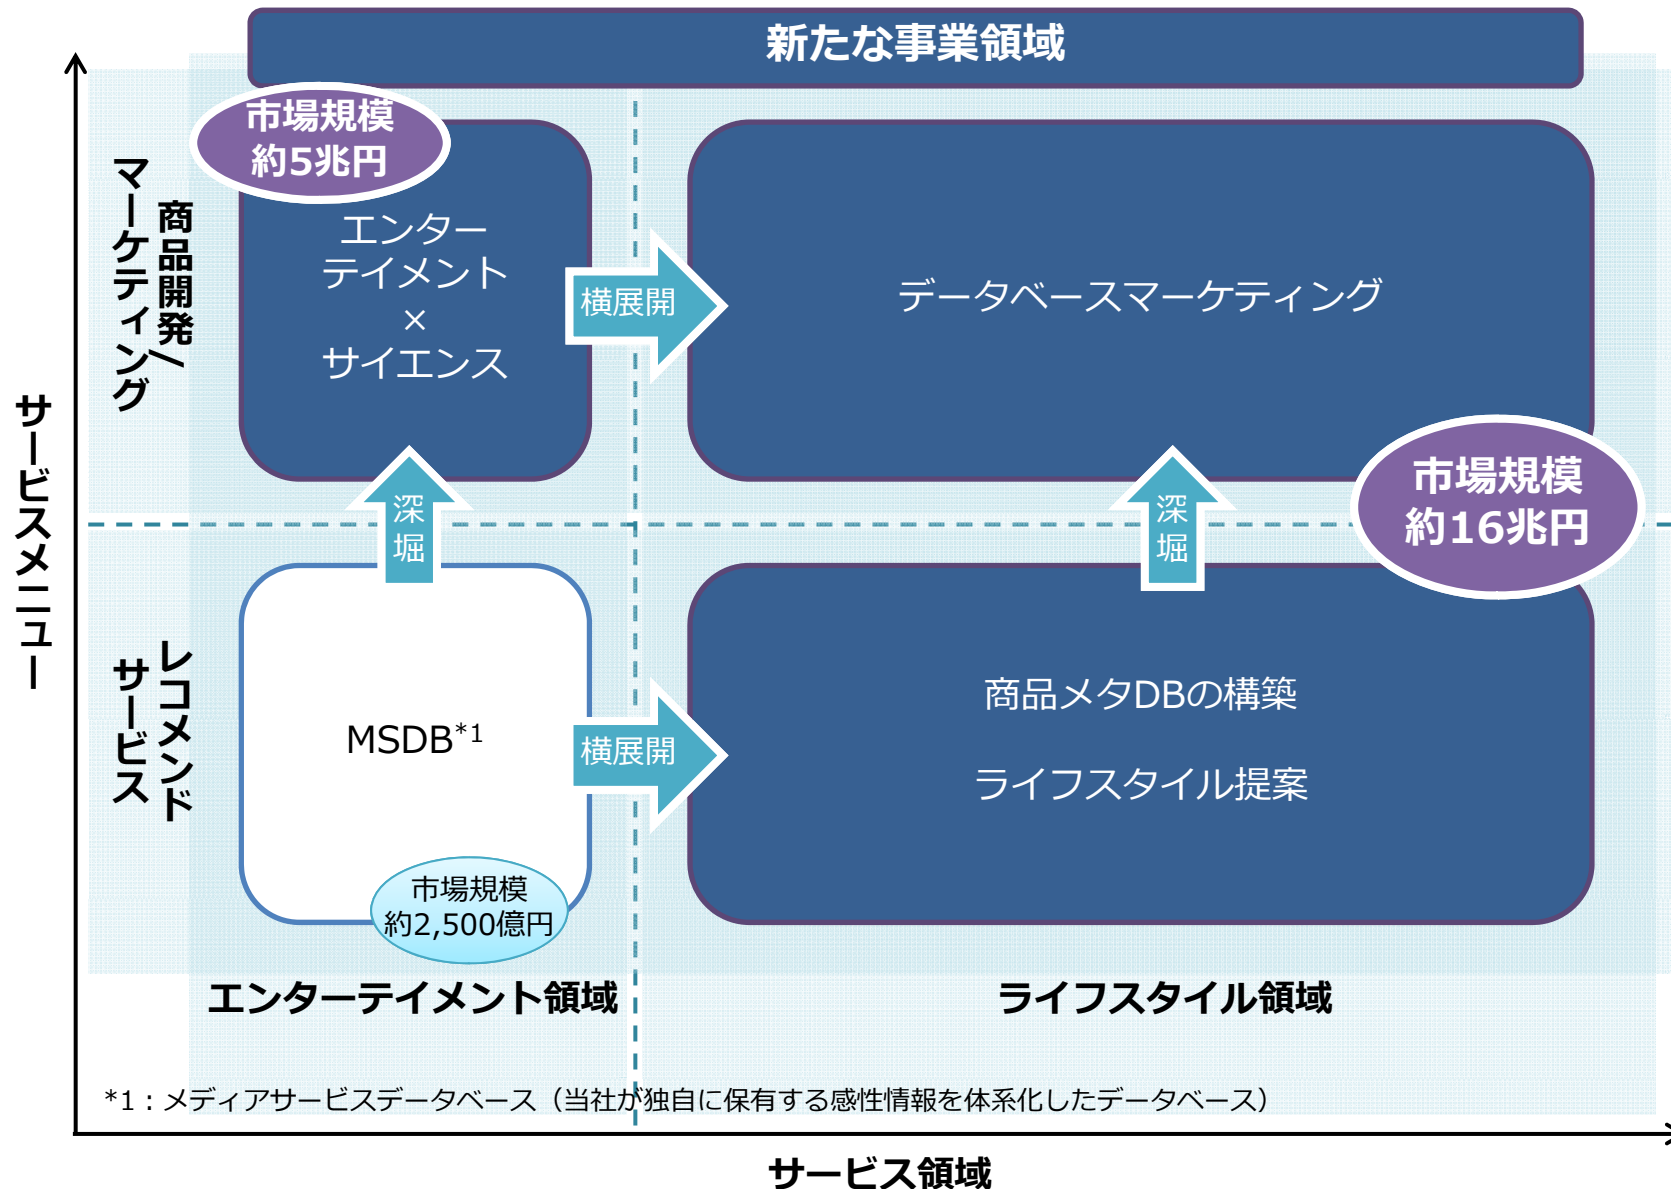 新たな事業領域
市場規模
約5兆円
エンター
テイメント
×
サイエンス
横展開
データベースマーケティング
商品開発/
マーケティング
サービスメニュー
深
堀
深
堀
市場規模
約16兆円
レコメンド
サービス
MSDB*1
横展開
商品メタDBの構築
ライフスタイル提案
市場規模
約2,500億円
エンターテイメント領域
ライフスタイル領域
*1：メディアサービスデータベース（当社が独自に保有する感性情報を体系化したデータベース）
サービス領域